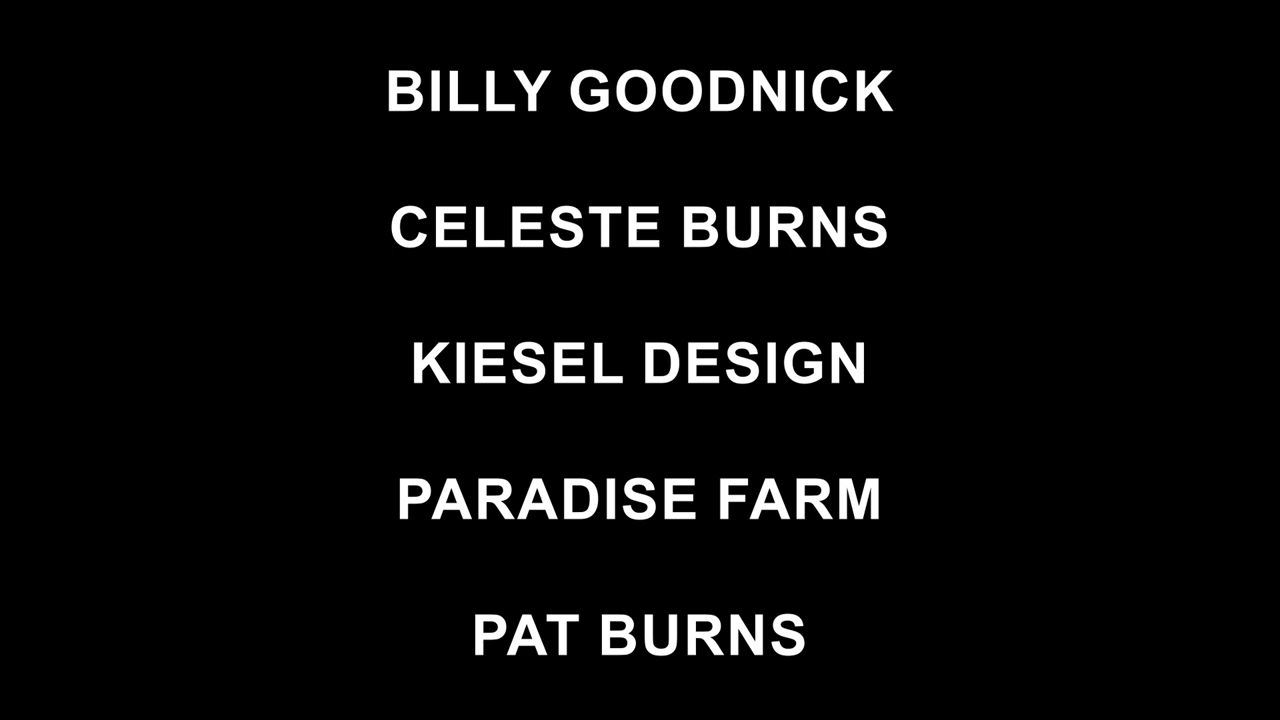 BILLY GOODNICK
CELESTE BURNS
KIESEL DESIGN
PARADISE FARM
PAT BURNS